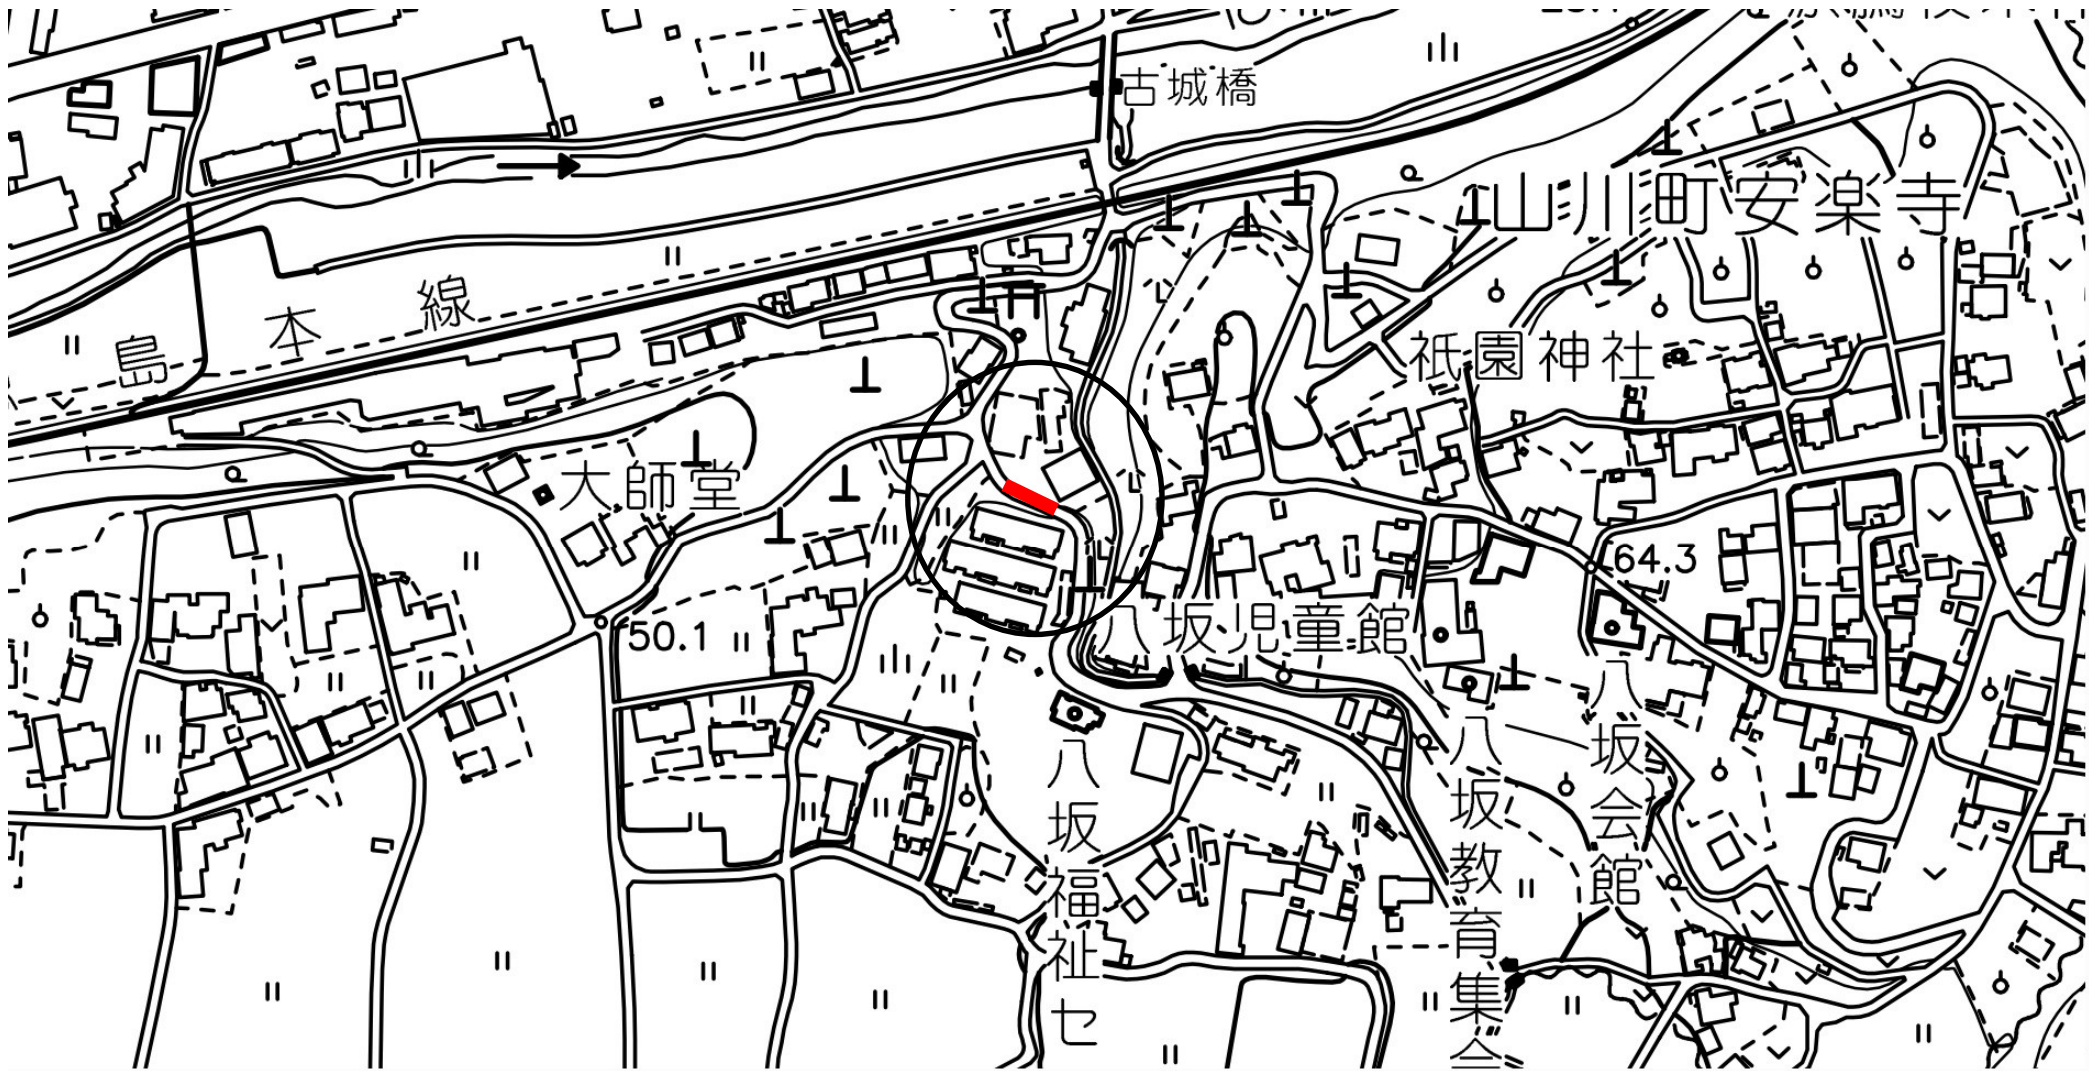 古城橋
山川町安楽寺
島本線
祇園神社
大師堂
64.3
八坂児童館
50.1
八坂福祉セ
八坂教育集会
八坂会館